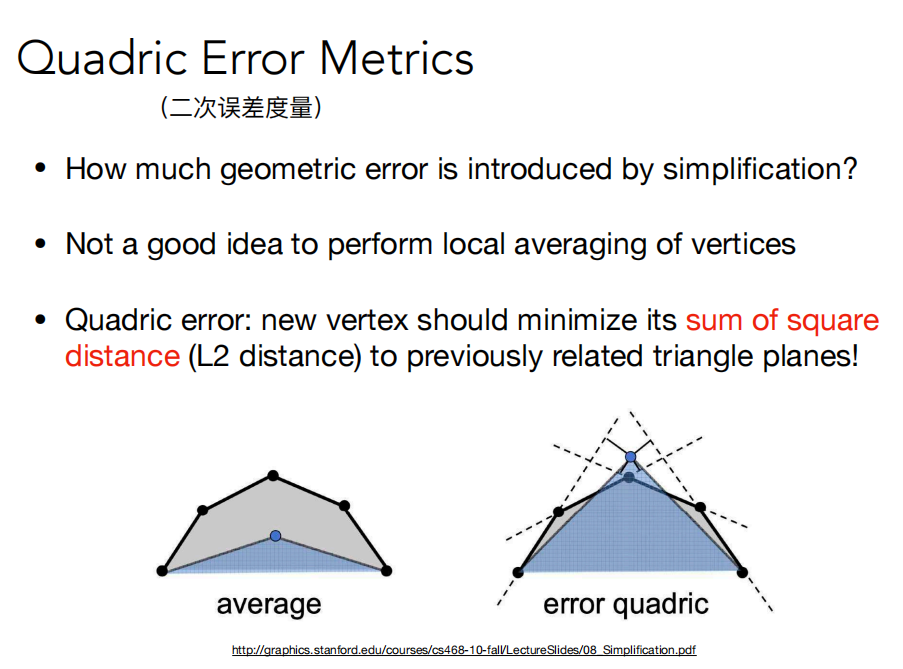 Quadric Error Metrics
（二次误差度量）
• How much geometric error is introduced by simplification?
• Not a good idea to perform local averaging of vertices
• Quadric error: new vertex should minimize its sum of square
distance (L2 distance) to previously related triangle planes!
average
error quadric
http://graphics.stanford.edu/courses/cs468-10-fall/LectureSlides/08_Simplification.pdf